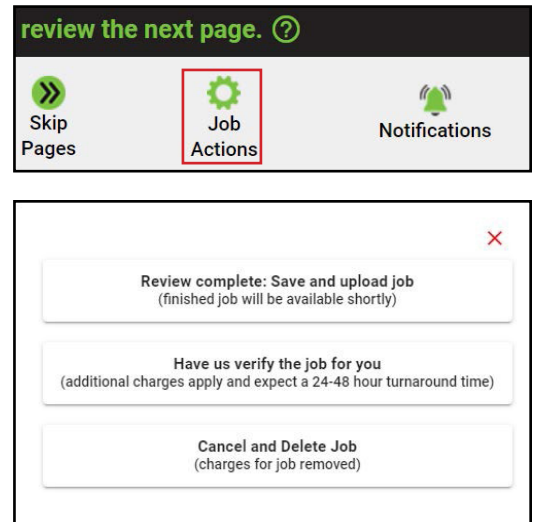 review the next page. ?
Skip
Pages
Job
Actions
Notifications
Review complete: Save and upload job
(finished job will be available shortly)
Have us verify the job for you
(additional charges apply and expect a 24-48 hour turnaround time)
Cancel and Delete Job
(charges for job removed)